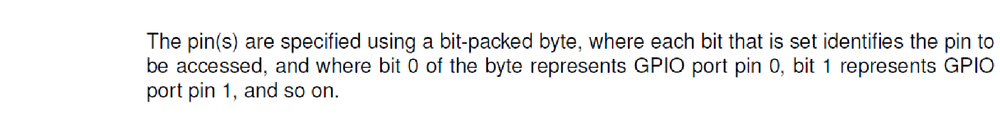 The pin(s) are specified using a bit-packed byte, where each bit that is set identifies the pin to
be accessed, and where bit 0 of the byte represents GPIO port pin 0, bit 1 represents GPIO
port pin 1, and so on.